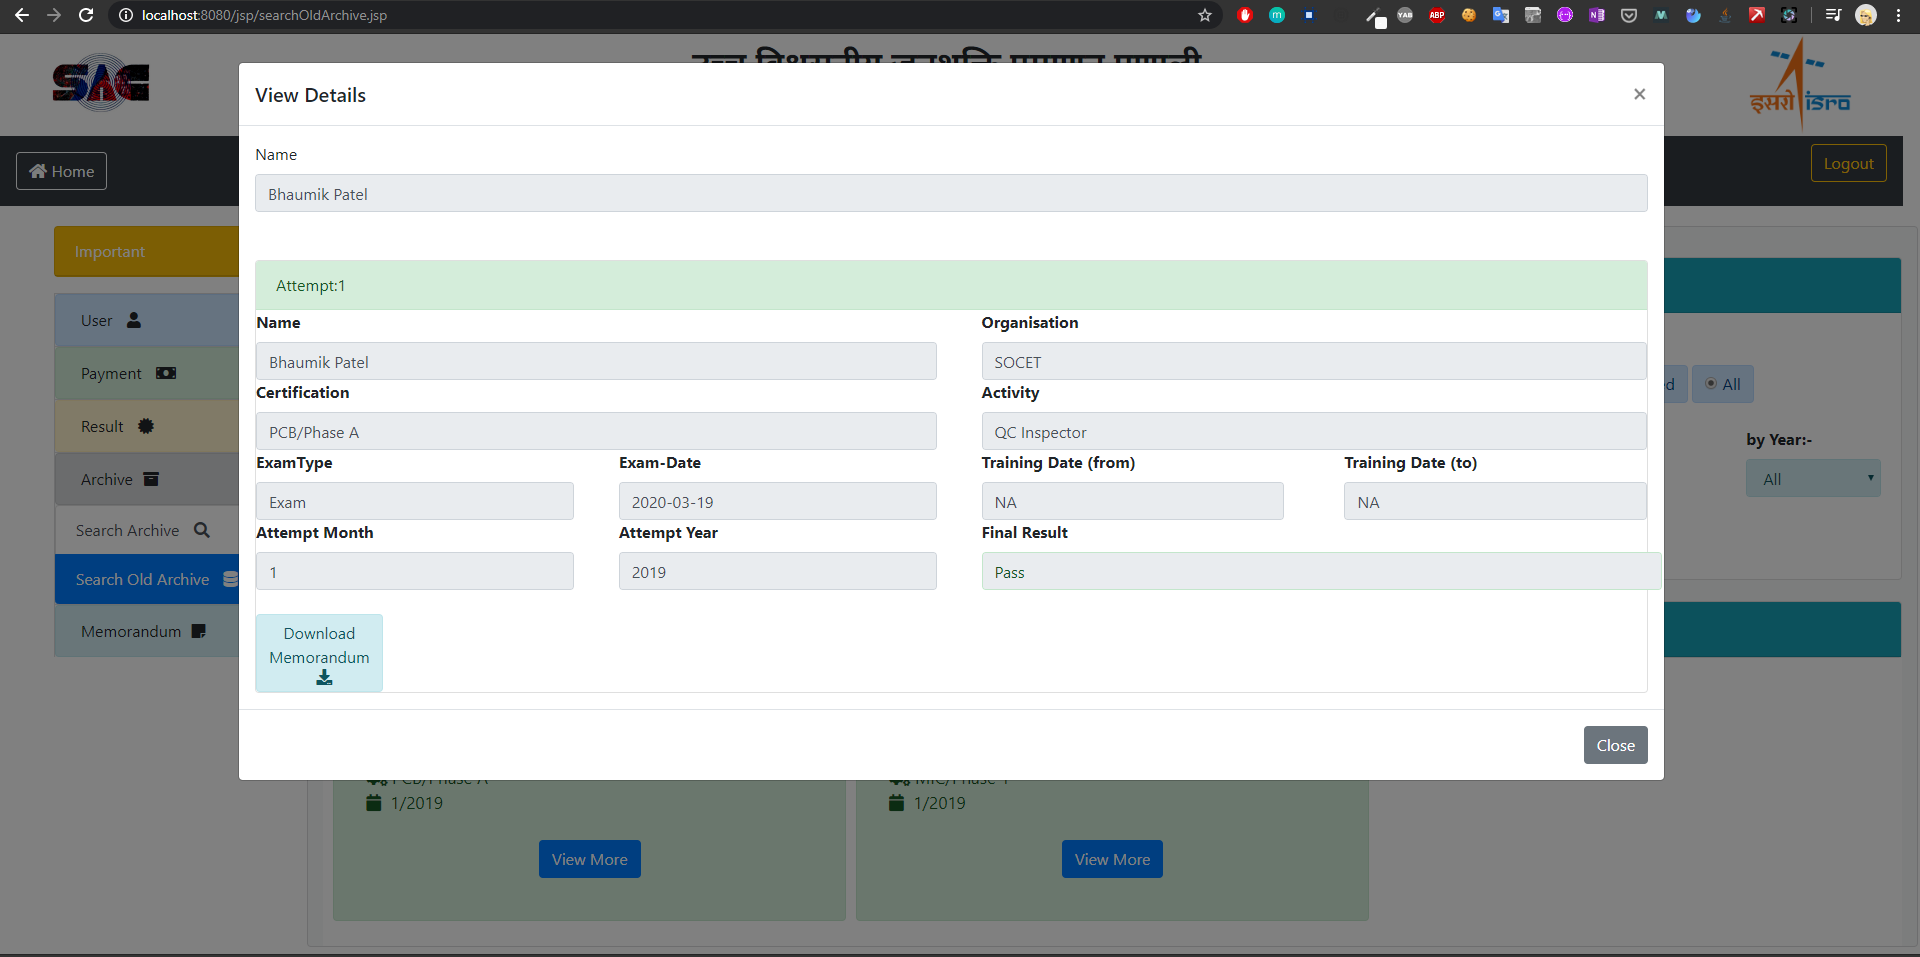 localhost:8080/jsp/searchOldArchive.jsp
SAC
इसरो isro
Home
Logout
View Details
×
Name
Bhaumik Patel
Attempt:1
Name
Organisation
Bhaumik Patel
SOCET
Certification
Activity
PCB/Phase A
QC Inspector
ExamType
Exam-Date
Training Date (from)
Training Date (to)
Exam
2020-03-19
NA
NA
Attempt Month
Attempt Year
Final Result
1
2019
Pass
Download
Memorandum
Close
Important
User
Payment
Result
Archive
Search Archive
Search Old Archive
Memorandum
All
by Year:-
All
PCB/Phase A
1/2019
1/2019
View More
View More